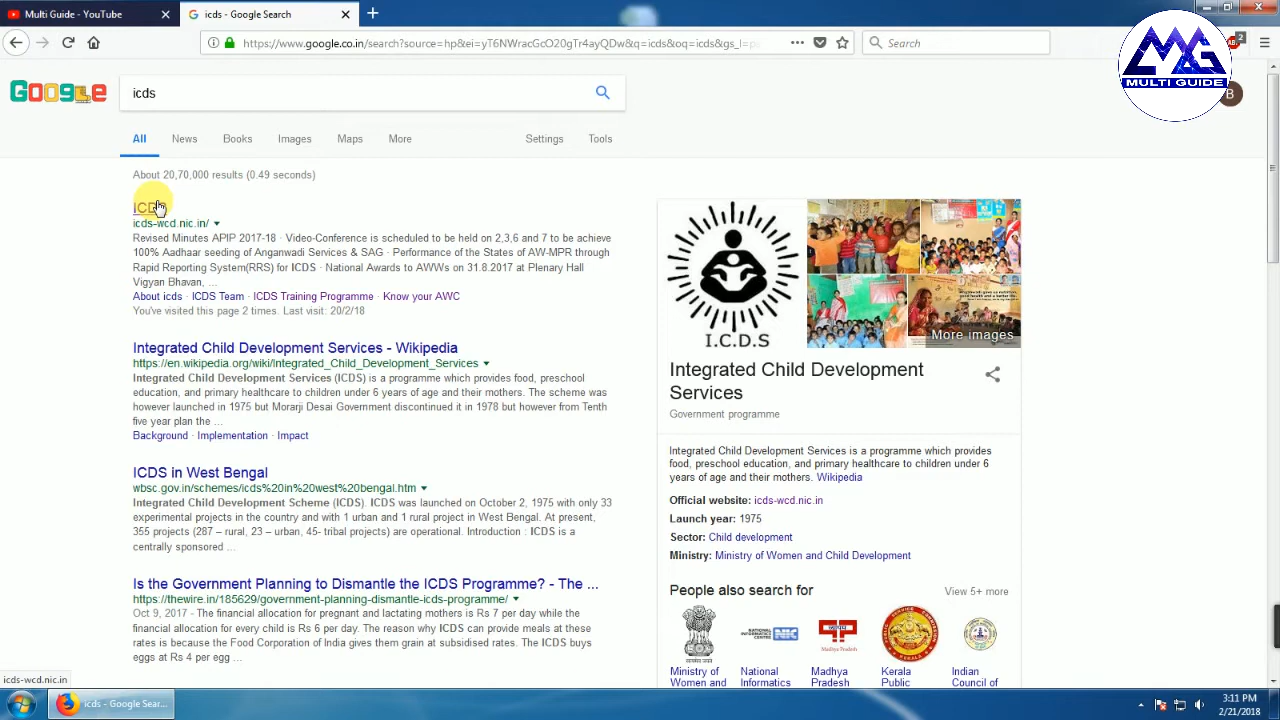 Multi Guide - YouTube
icds - Google Search
https://www.google.co.in/search?source=hp&ei=yT6NWracGcO20gTr4ayQDw&q=icds&oq=icds&gs_l=
Search
2
MG
MULTI GUIDE
B
Google
icds
All News Books Images Maps More Settings Tools
About 20,70,000 results (0.49 seconds)
icds-wcd.nic.in/
Revised Minutes APIP 2017-18 · Video-Conference is scheduled to be held on 2,3,6 and 7 to be achieve
100% Aadhaar seeding of Anganwadi Services & SAG · Performance of the States of AW-MPR through
Rapid Reporting System(RRS) for ICDS · National Awards to AWWs on 31.8.2017 at Plenary Hall
Vigyan Bhavan, ...
About icds · ICDS Team · ICDS Training Programme · Know your AWC
You've visited this page 2 times. Last visit: 20/2/18
Integrated Child Development Services - Wikipedia
https://en.wikipedia.org/wiki/Integrated_Child_Development_Services
Integrated Child Development Services (ICDS) is a programme which provides food, preschool
education, and primary healthcare to children under 6 years of age and their mothers. The scheme was
however launched in 1975 but Morarji Desai Government discontinued it in 1978 but however from Tenth
five year plan the ...
Background · Implementation · Impact
ICDS in West Bengal
wbsc.gov.in/schemes/icds%20in%20west%20bengal.htm
Integrated Child Development Scheme (ICDS). ICDS was launched on October 2, 1975 with only 33
experimental projects in the country and with 1 urban and 1 rural project in West Bengal. At present,
355 projects (287 – rural, 23 – urban, 45- tribal projects) are operational. Introduction : ICDS is a
centrally sponsored ...
Is the Government Planning to Dismantle the ICDS Programme? - The ...
https://thewire.in/185629/government-planning-dismantle-icds-programme/
Oct 9, 2017 - The financial allocation for pregnant and lactating mothers is Rs 7 per day while the
financial allocation for every child is Rs 6 per day. The reason why ICDS can provide meals at these
rates is because the Food Corporation of India gives them grain at subsidised rates. The ICDS buys
eggs at Rs 4 per egg ...
I.C.D.S
More images
Integrated Child Development
Services
Government programme
Integrated Child Development Services is a programme which provides
food, preschool education, and primary healthcare to children under 6
years of age and their mothers. Wikipedia
Official website: icds-wcd.nic.in
Launch year: 1975
Sector: Child development
Ministry: Ministry of Women and Child Development
People also search for
View 5+ more
Ministry of Women and
National Informatics
Madhya Pradesh
Kerala Public
Indian Council of
icds-wcd.nic.in
icds - Google Sear...
3:11 PM
2/21/2018